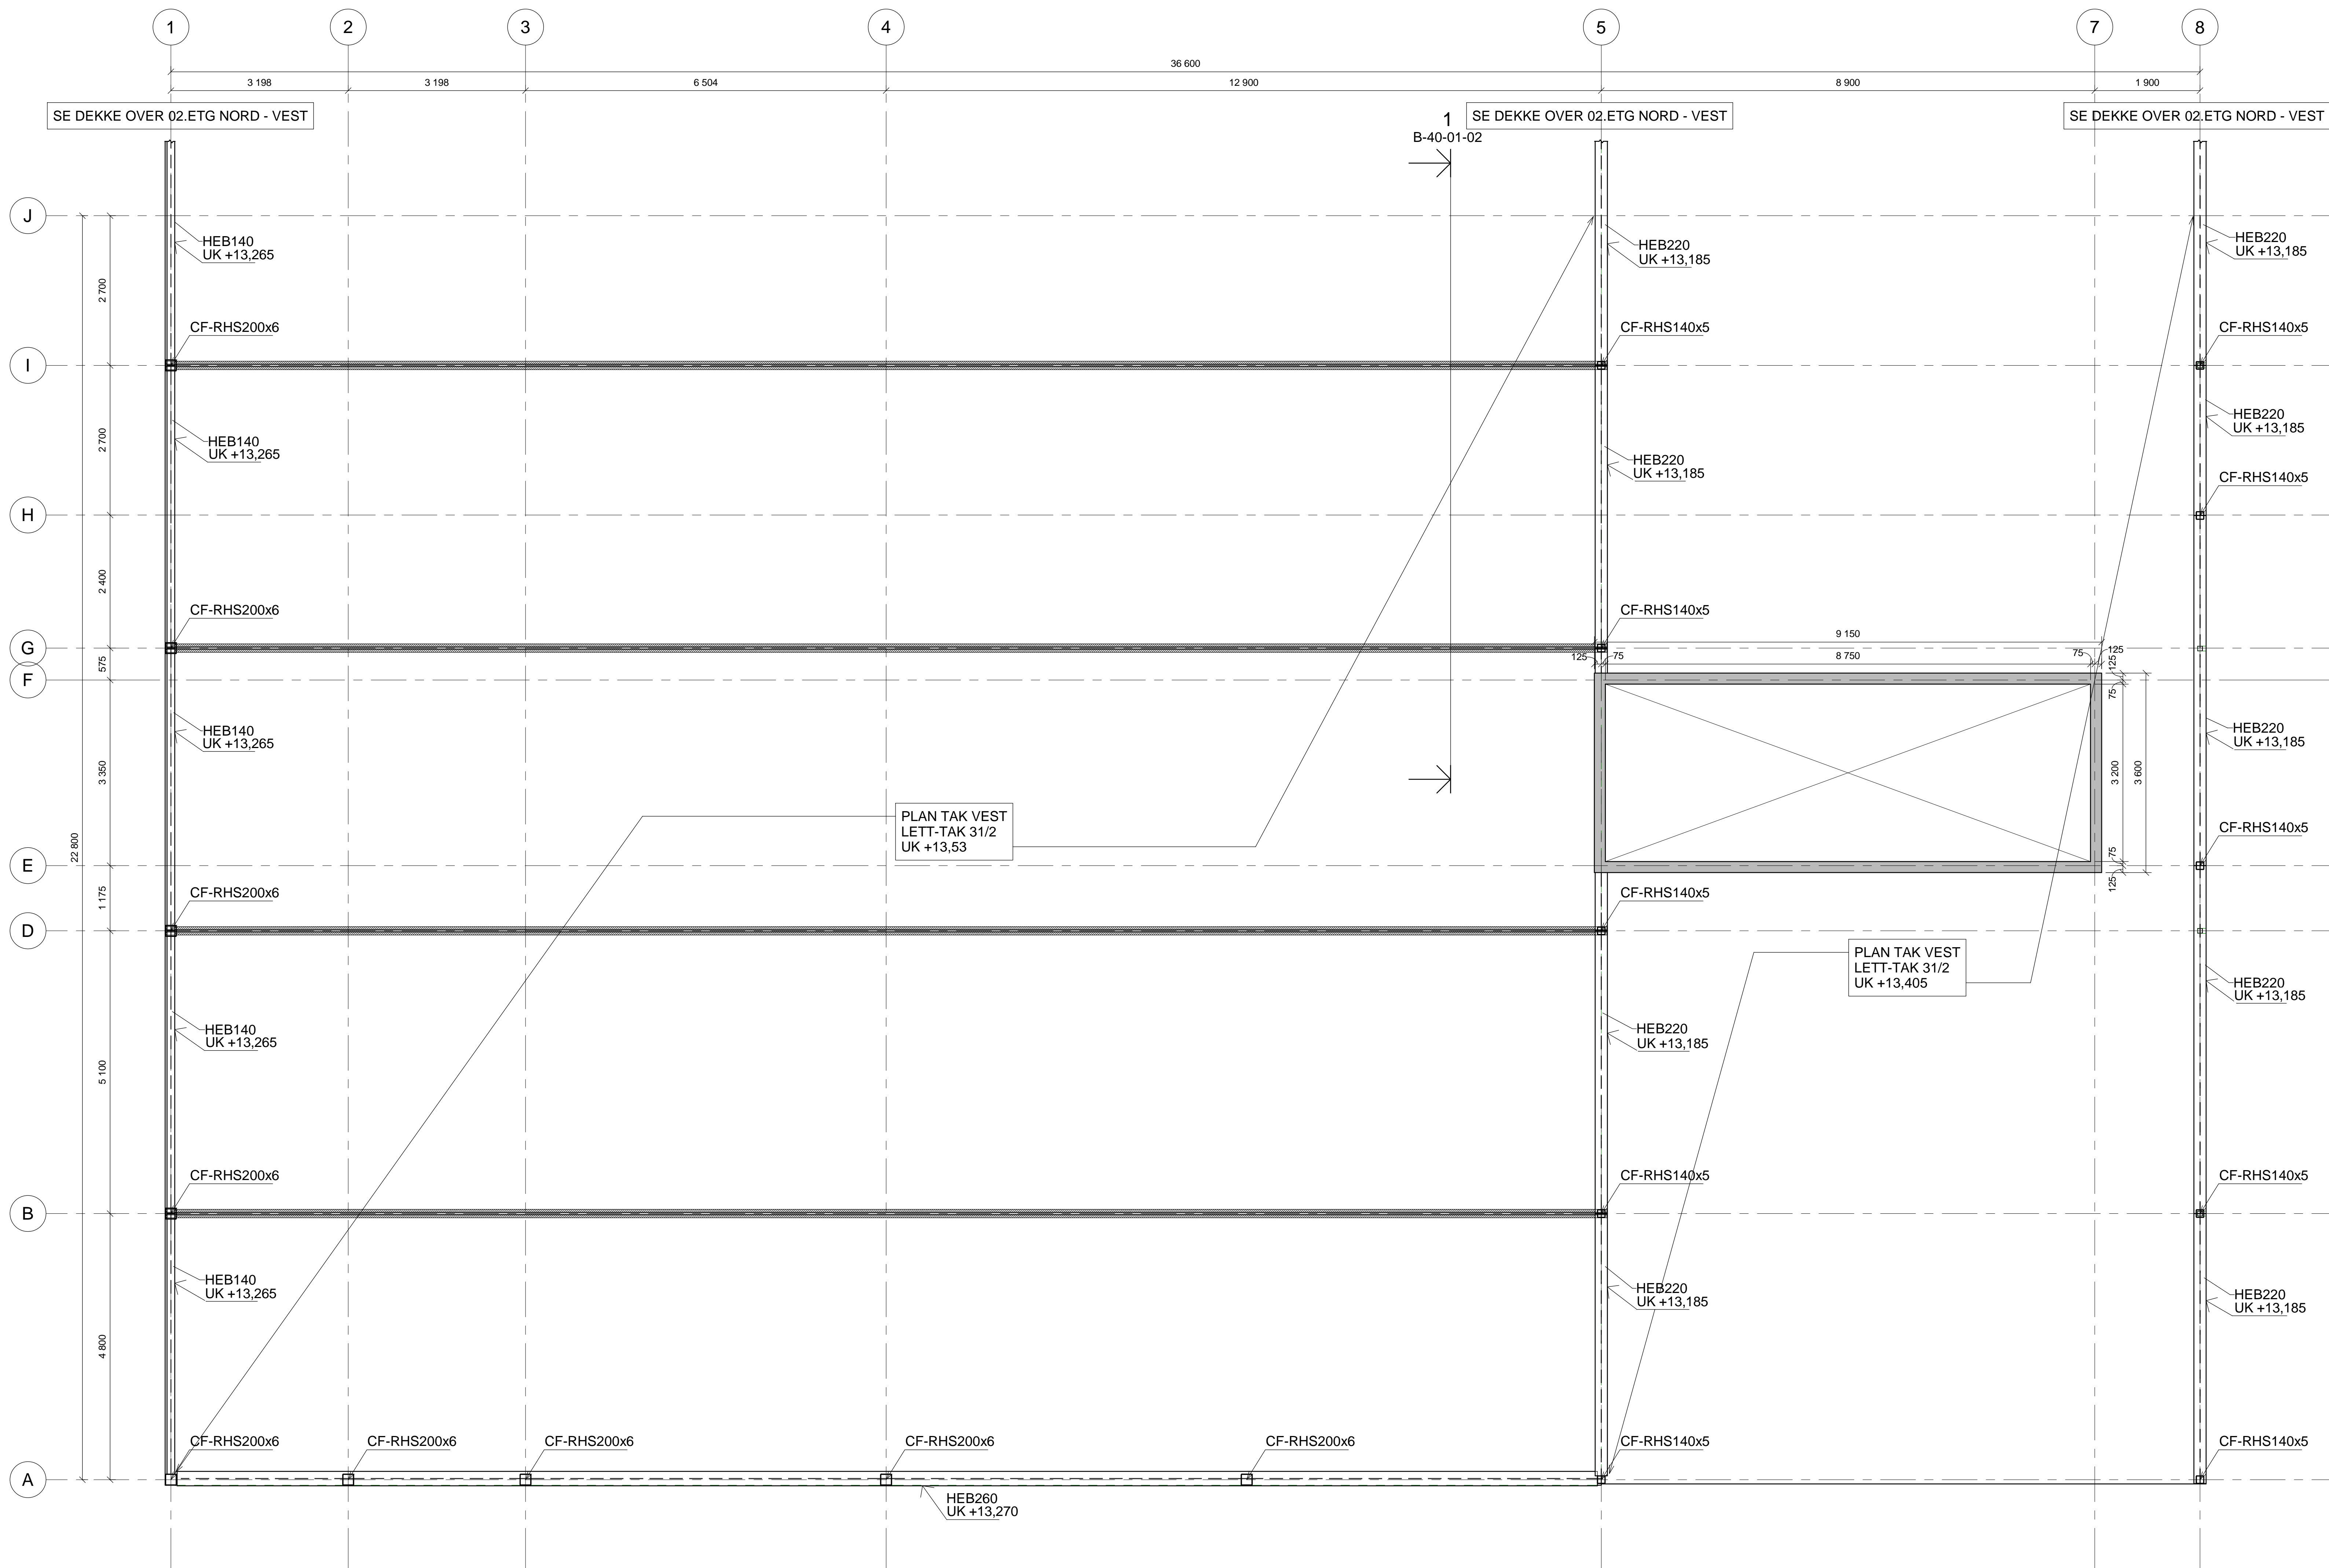 1
2
3
4
5
7
8
36 600
3 198
3 198
6 504
12 900
8 900
1 900
SE DEKKE OVER 02.ETG NORD - VEST
SE DEKKE OVER 02.ETG NORD - VEST
SE DEKKE OVER 02.ETG NORD - VEST
1
B-40-01-02
J
HEB140
UK +13,265
HEB220
UK +13,185
HEB220
UK +13,185
2 700
CF-RHS200x6
CF-RHS140x5
CF-RHS140x5
I
HEB140
UK +13,265
HEB220
UK +13,185
HEB220
UK +13,185
2 700
CF-RHS140x5
H
2 400
CF-RHS200x6
CF-RHS140x5
G
9 150
125
75
8 750
75
125
575
F
125
75
HEB140
UK +13,265
HEB220
UK +13,185
3 350
3 200
3 600
PLAN TAK VEST
LETT-TAK 31/2
UK +13,53
22 800
CF-RHS140x5
E
75
125
1 175
CF-RHS200x6
CF-RHS140x5
D
PLAN TAK VEST
LETT-TAK 31/2
UK +13,405
HEB220
UK +13,185
HEB140
UK +13,265
HEB220
UK +13,185
5 100
CF-RHS200x6
CF-RHS140x5
CF-RHS140x5
B
HEB140
UK +13,265
HEB220
UK +13,185
HEB220
UK +13,185
4 800
CF-RHS200x6
CF-RHS200x6
CF-RHS200x6
CF-RHS200x6
CF-RHS200x6
CF-RHS140x5
CF-RHS140x5
A
HEB260
UK +13,270